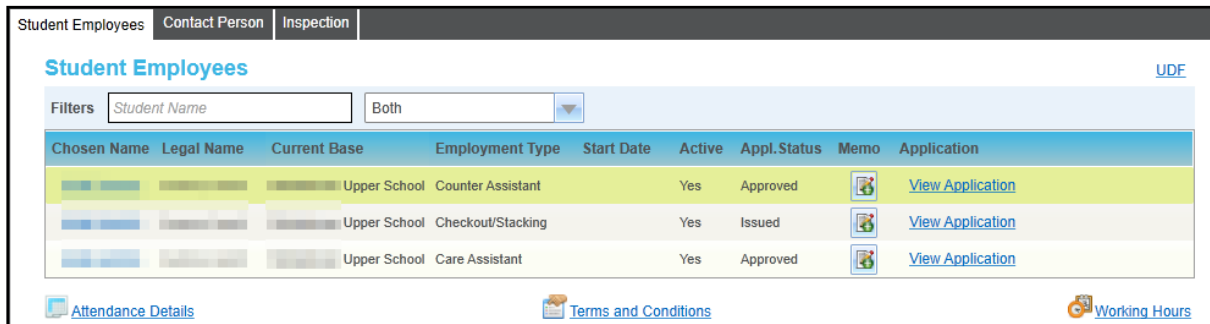 Student Employees Contact Person Inspection
Student Employees
UDF
Filters Student Name Both
Chosen Name Legal Name Current Base Employment Type Start Date Active Appl.Status Memo Application
Upper School Counter Assistant Yes Approved View Application
Upper School Checkout/Stacking Yes Issued View Application
Upper School Care Assistant Yes Approved View Application
Attendance Details Terms and Conditions Working Hours